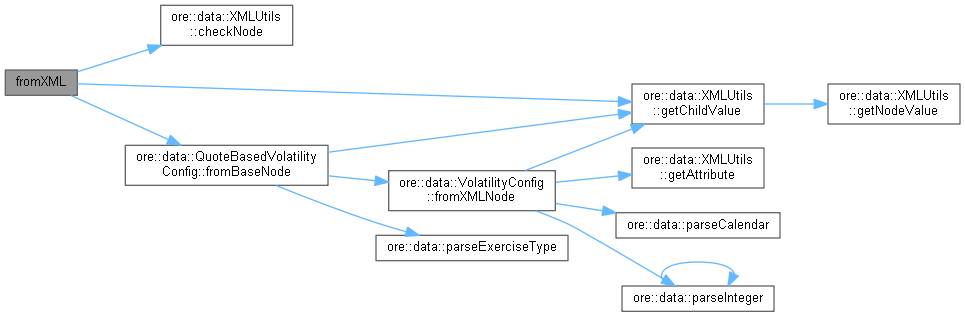 ore::data::XMLUtils
::checkNode
fromXML
ore::data::XMLUtils
::getChildValue
ore::data::XMLUtils
::getNodeValue
ore::data::QuoteBasedVolatility
Config::fromBaseNode
ore::data::VolatilityConfig
::fromXMLNode
ore::data::XMLUtils
::getAttribute
ore::data::parseCalendar
ore::data::parseExerciseType
ore::data::parseInteger